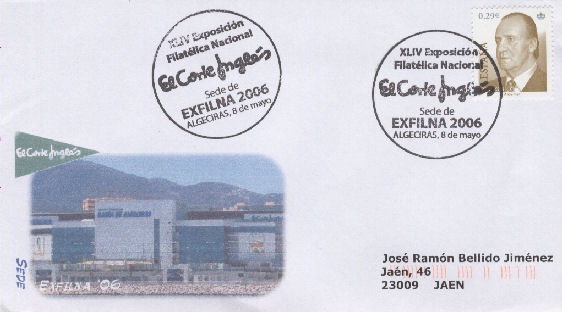 XLIV Exposición
Filatélica Nacional
El Corte Inglés
Sede de
EXFILNA 2006
ALGECIRAS, 8 de mayo
XLIV Exposición
Filatélica Nacional
El Corte Inglés
Sede de
EXFILNA 2006
ALGECIRAS, 8 de mayo
0,29€
ESPAÑA
El Corte Inglés
SEDE
EXFILNA '06
José Ramón Bellido Jiménez
Jaén, 46
23009 JAEN